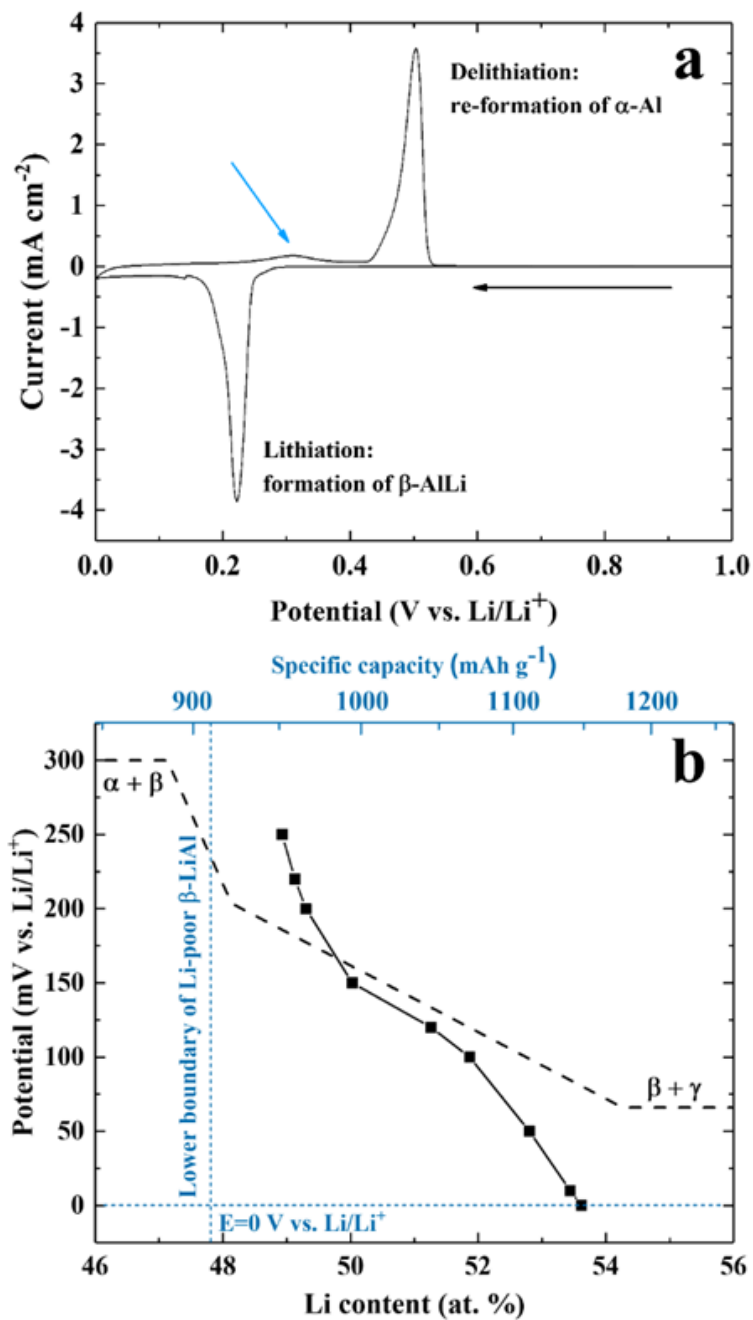 4
3
2
1
0
-1
-2
-3
-4
Current (mA cm-2)
a
Delithiation:
re-formation of α-Al
Lithiation:
formation of β-AlLi
0.0 0.2 0.4 0.6 0.8 1.0
Potential (V vs. Li/Li+)
Specific capacity (mAh g-1)
900 1000 1100 1200
300
250
200
150
100
50
0
Potential (mV vs. Li/Li+)
b
α + β
Lower boundary of Li-poor β-LiAl
β + γ
E=0 V vs. Li/Li+
46 48 50 52 54 56
Li content (at. %)